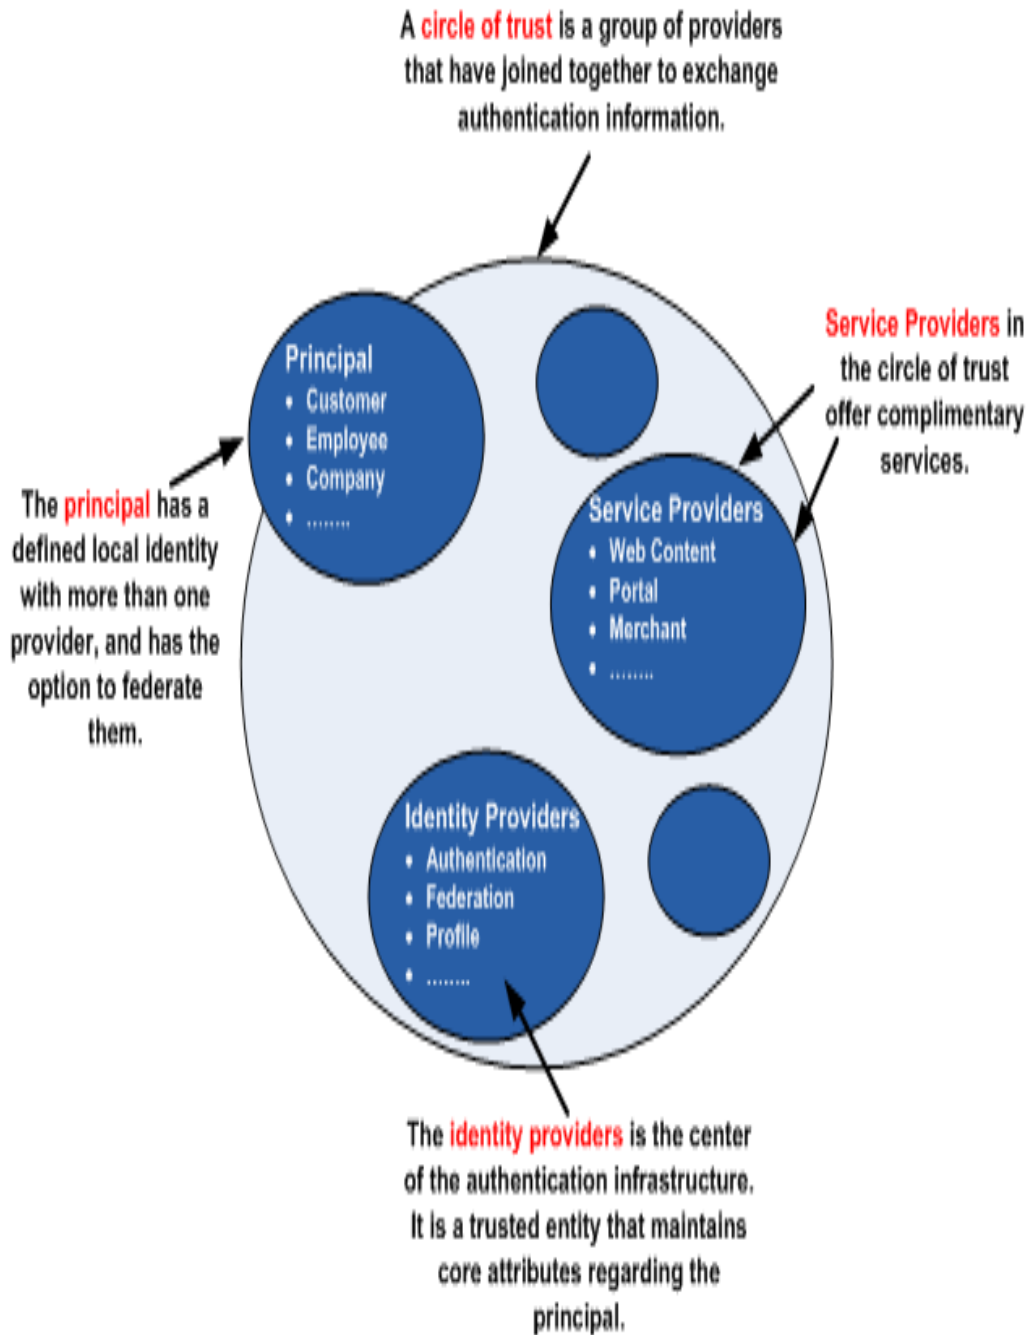 A circle of trust is a group of providers
that have joined together to exchange
authentication information.
Principal
• Customer
• Employee
• Company
• ........
Service Providers in
the circle of trust
offer complimentary
services.
The principal has a
defined local identity
with more than one
provider, and has the
option to federate
them.
Service Providers
• Web Content
• Portal
• Merchant
• ........
Identity Providers
• Authentication
• Federation
• Profile
• ........
The identity providers is the center
of the authentication infrastructure.
It is a trusted entity that maintains
core attributes regarding the
principal.